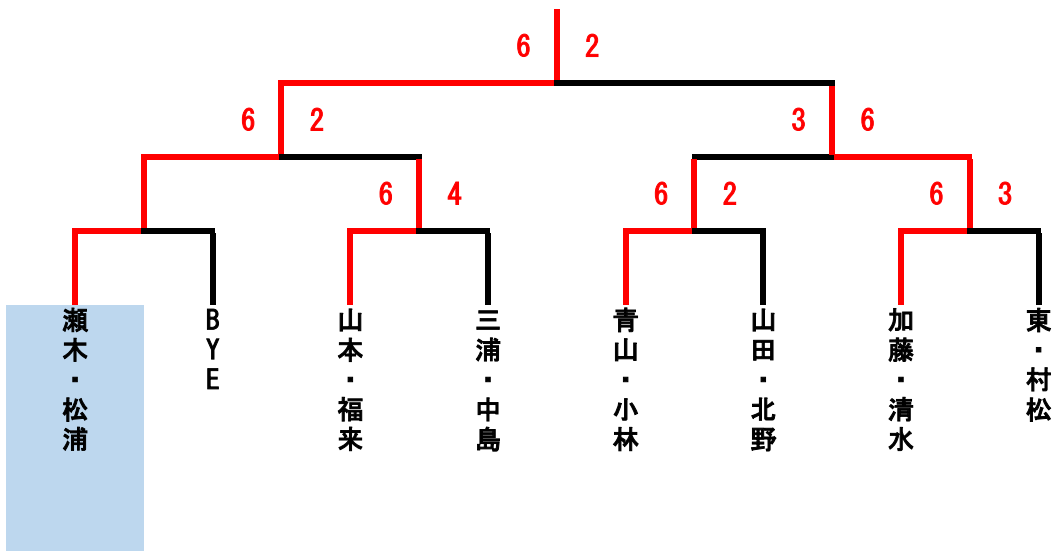 6 2
6 2 3 6
6 4 6 2 6 3
瀬木・松浦
BYE
山本・福来
三浦・中島
青山・小林
山田・北野
加藤・清水
東・村松